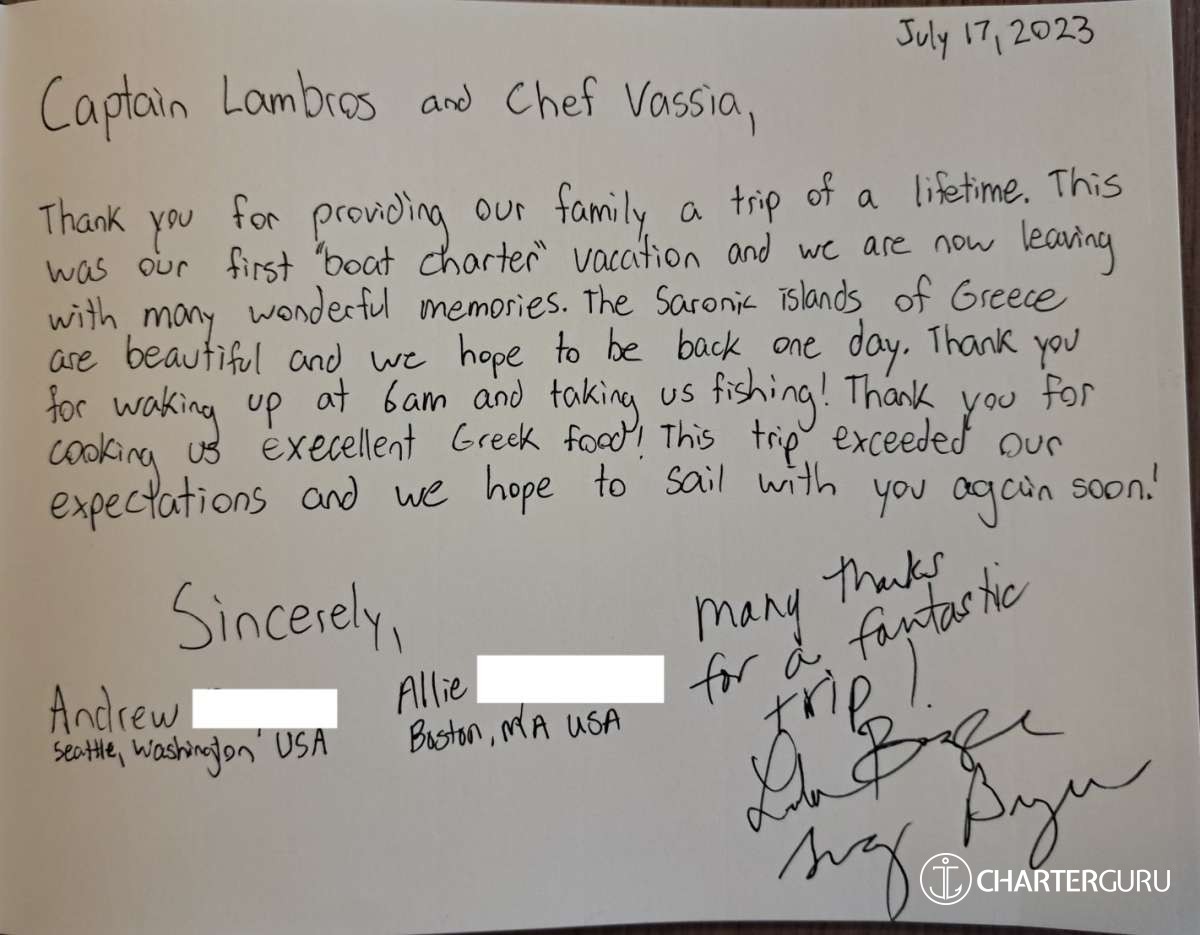 July 17, 2023
Captain Lambros and Chef Vassia,
Thank you for providing our family a trip of a lifetime. This
was our first "boat charter" vacation and we are now leaving
with many wonderful memories. The Saronic islands of Greece
are beautiful and we hope to be back one day. Thank you
for waking up at 6am and taking us fishing! Thank you for
cooking us execellent Greek food! This trip exceeded our
expectations and we hope to sail with you again soon!
Sincerely,
Andrew
Seattle, Washington USA
Allie
Boston, MA USA
many thanks
for a fantastic
trip!
CHARTERGURU